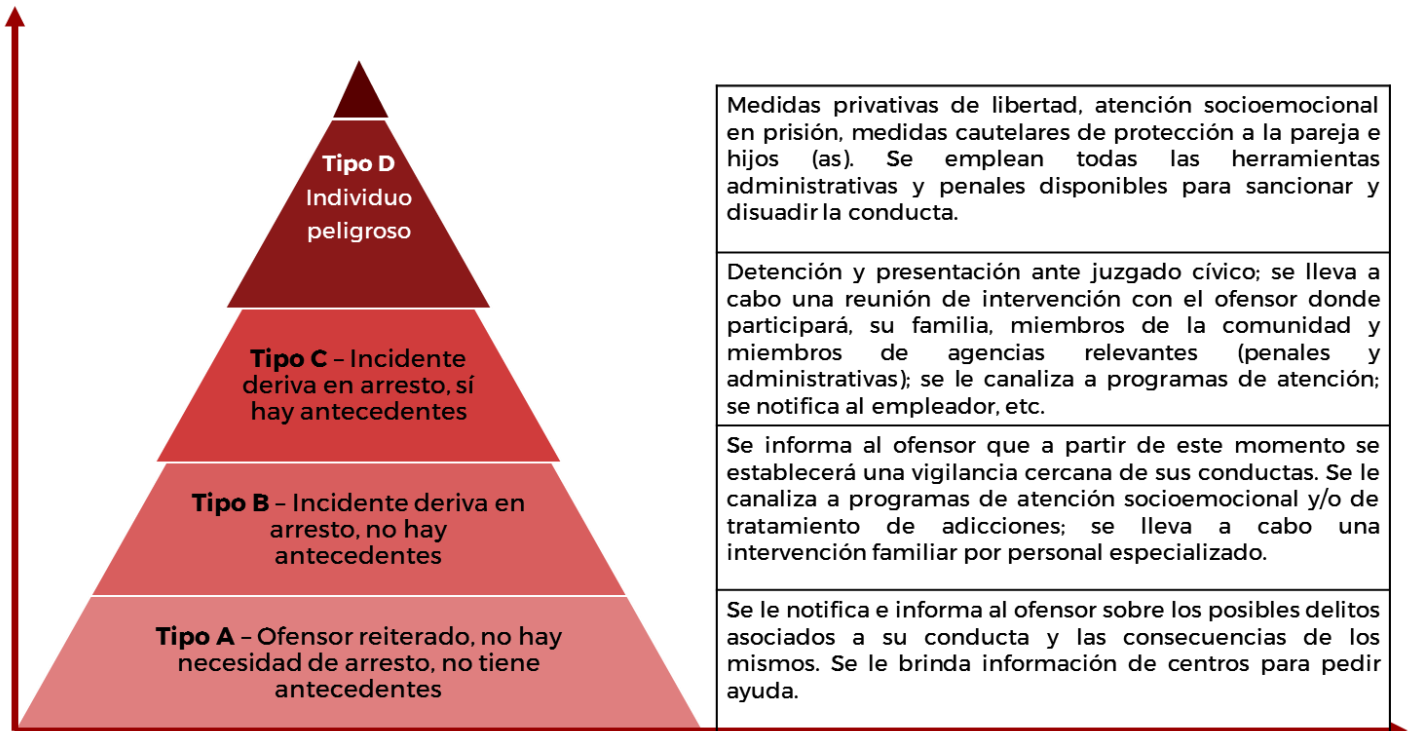 Tipo D
Individuo
peligroso
Medidas privativas de libertad, atención socioemocional
en prisión, medidas cautelares de protección a la pareja e
hijos (as). Se emplean todas las herramientas
administrativas y penales disponibles para sancionar y
disuadir la conducta.
Tipo C – Incidente
deriva en arresto, sí
hay antecedentes
Detención y presentación ante juzgado cívico; se lleva a
cabo una reunión de intervención con el ofensor donde
participará, su familia, miembros de la comunidad y
miembros de agencias relevantes (penales y
administrativas); se le canaliza a programas de atención;
se notifica al empleador, etc.
Tipo B – Incidente deriva en
arresto, no hay
antecedentes
Se informa al ofensor que a partir de este momento se
establecerá una vigilancia cercana de sus conductas. Se le
canaliza a programas de atención socioemocional y/o de
tratamiento de adicciones; se lleva a cabo una
intervención familiar por personal especializado.
Tipo A – Ofensor reiterado, no hay
necesidad de arresto, no tiene
antecedentes
Se le notifica e informa al ofensor sobre los posibles delitos
asociados a su conducta y las consecuencias de los
mismos. Se le brinda información de centros para pedir
ayuda.